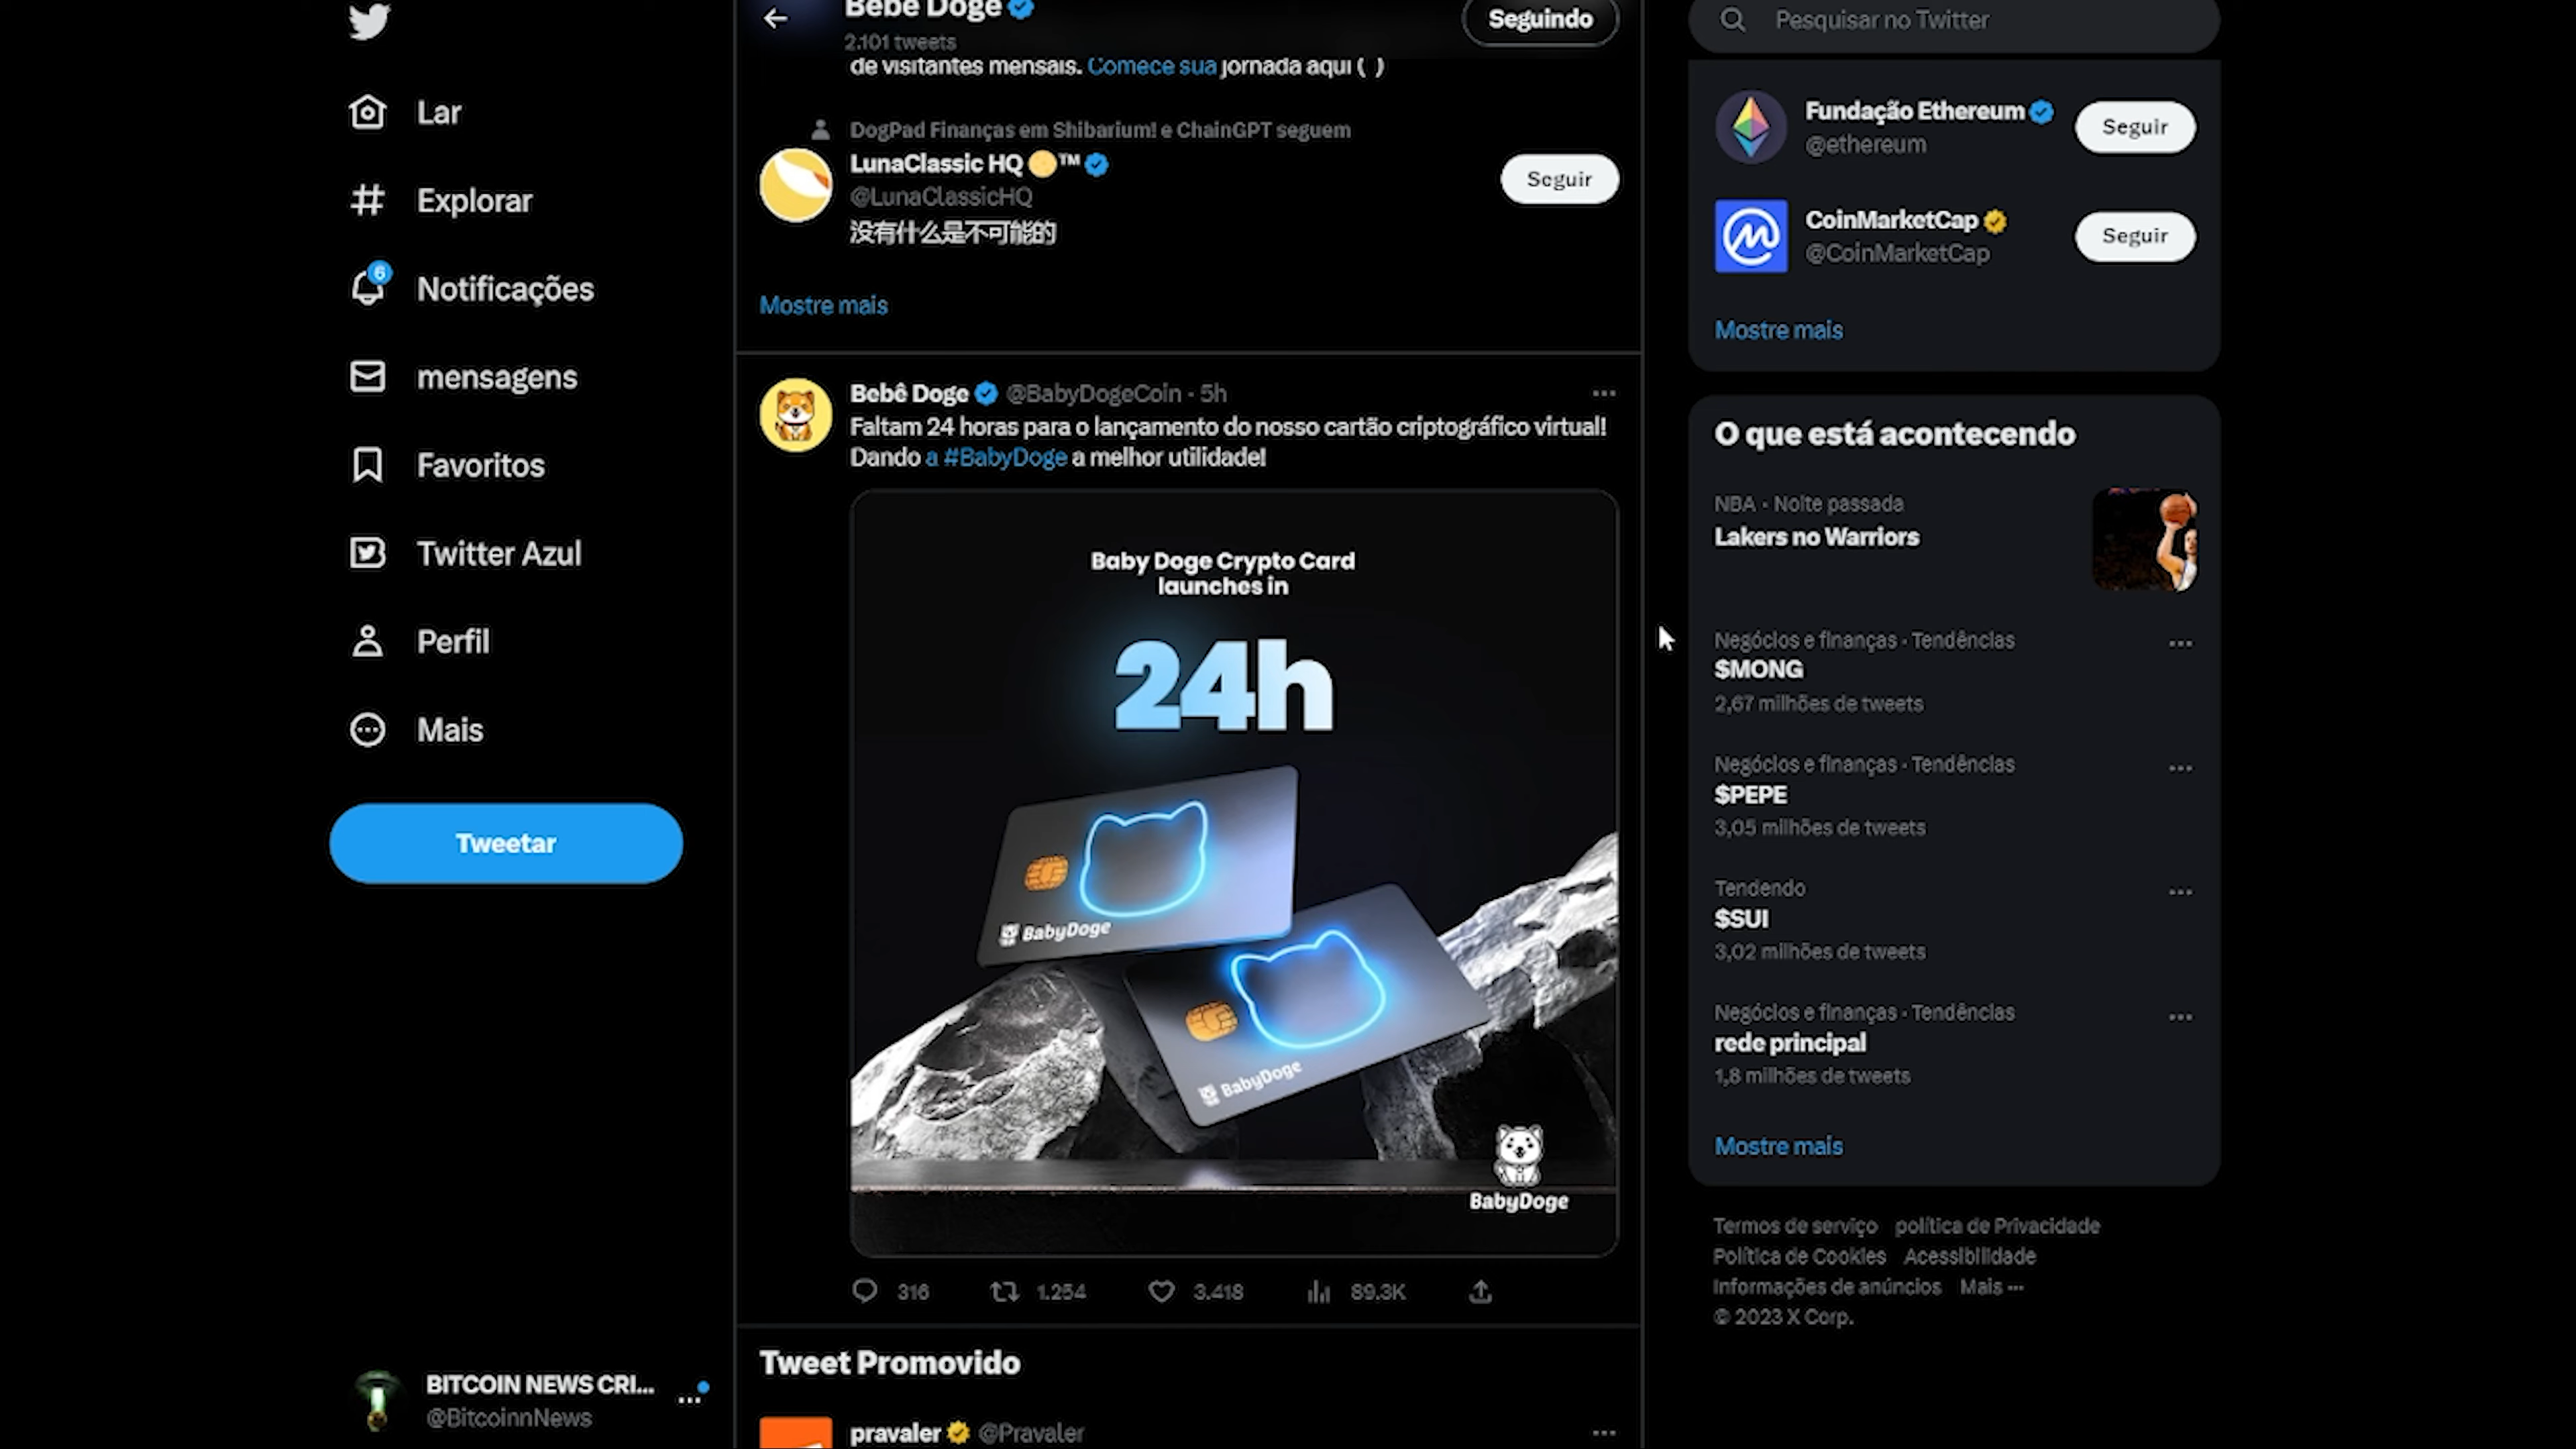 Lar
Explorar
6
Notificações
mensagens
Favoritos
Twitter Azul
Perfil
Mais
Tweetar
BITCOIN NEWS CRI...
@BitcoinnNews
Bebê Doge
2.101 tweets
Seguindo
de visitantes mensais. Comece sua jornada aqui ( )
DogPad Finanças em Shibarium! e ChainGPT seguem
LunaClassic HQ ™
@LunaClassicHQ
Seguir
没有什么是不可能的
Mostre mais
Bebê Doge @BabyDogeCoin · 5h
Faltam 24 horas para o lançamento do nosso cartão criptográfico virtual!
Dando a #BabyDoge a melhor utilidade!
Baby Doge Crypto Card
launches in
24h
BabyDoge
BabyDoge
BabyDoge
316 1.254 3.418 89.3K
Tweet Promovido
pravaler @Pravaler
Pesquisar no Twitter
Fundação Ethereum
@ethereum
Seguir
CoinMarketCap
@CoinMarketCap
Seguir
Mostre mais
O que está acontecendo
NBA · Noite passada
Lakers no Warriors
Negócios e finanças · Tendências
$MONG
2,67 milhões de tweets
Negócios e finanças · Tendências
$PEPE
3,05 milhões de tweets
Tendendo
$SUI
3,02 milhões de tweets
Negócios e finanças · Tendências
rede principal
1,8 milhões de tweets
Mostre mais
Termos de serviço política de Privacidade
Política de Cookies Acessibilidade
Informações de anúncios Mais ···
© 2023 X Corp.